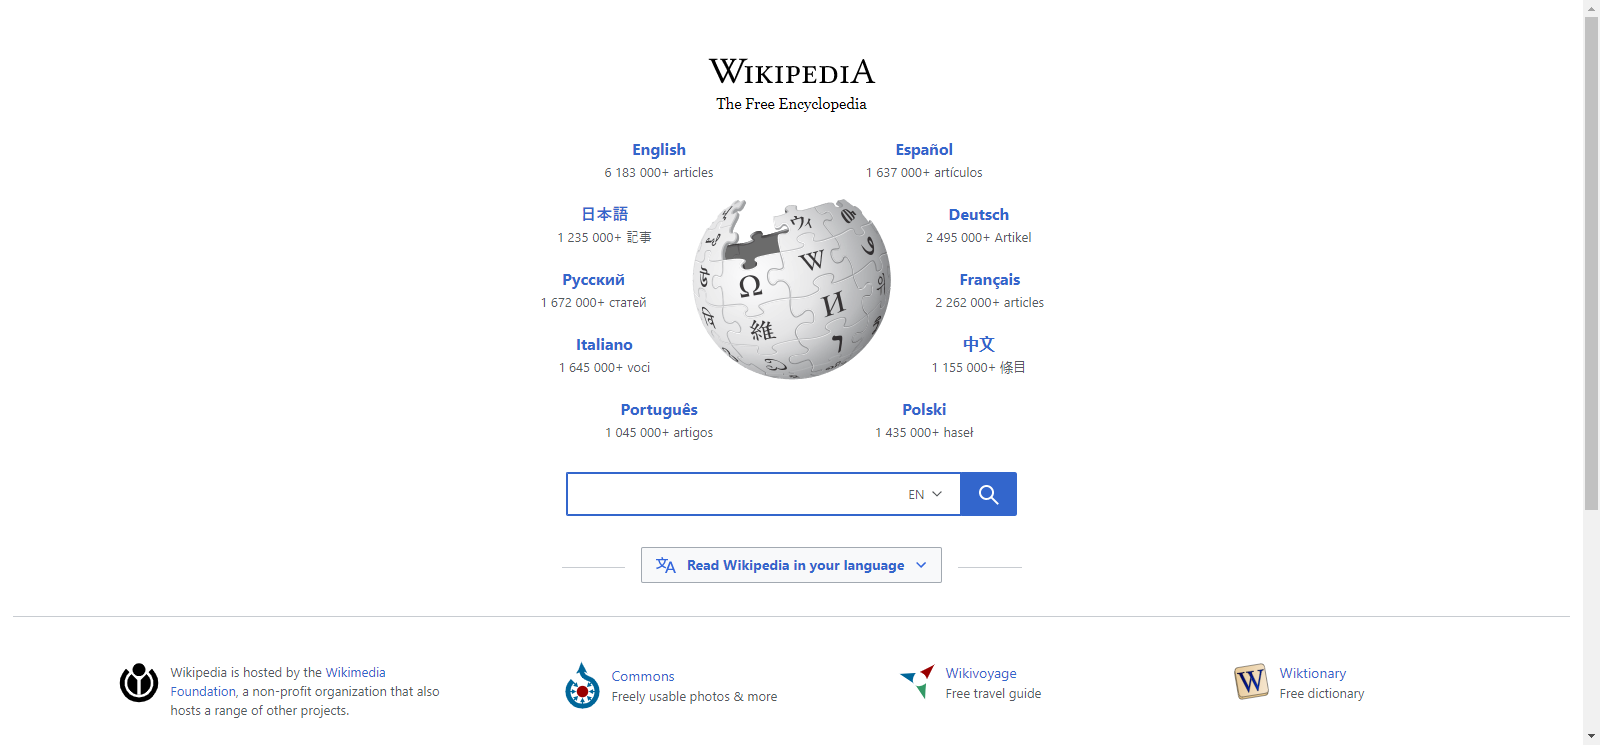 WIKIPEDIA
The Free Encyclopedia
English
6 183 000+ articles
Español
1 637 000+ artículos
日本語
1 235 000+ 記事
Deutsch
2 495 000+ Artikel
Русский
1 672 000+ статей
Français
2 262 000+ articles
Italiano
1 645 000+ voci
中文
1 155 000+ 條目
Português
1 045 000+ artigos
Polski
1 435 000+ haseł
Ω
W
И
維
ウィ
EN
Read Wikipedia in your language
Wikipedia is hosted by the Wikimedia
Foundation, a non-profit organization that also
hosts a range of other projects.
Commons
Freely usable photos & more
Wikivoyage
Free travel guide
W
Wiktionary
Free dictionary